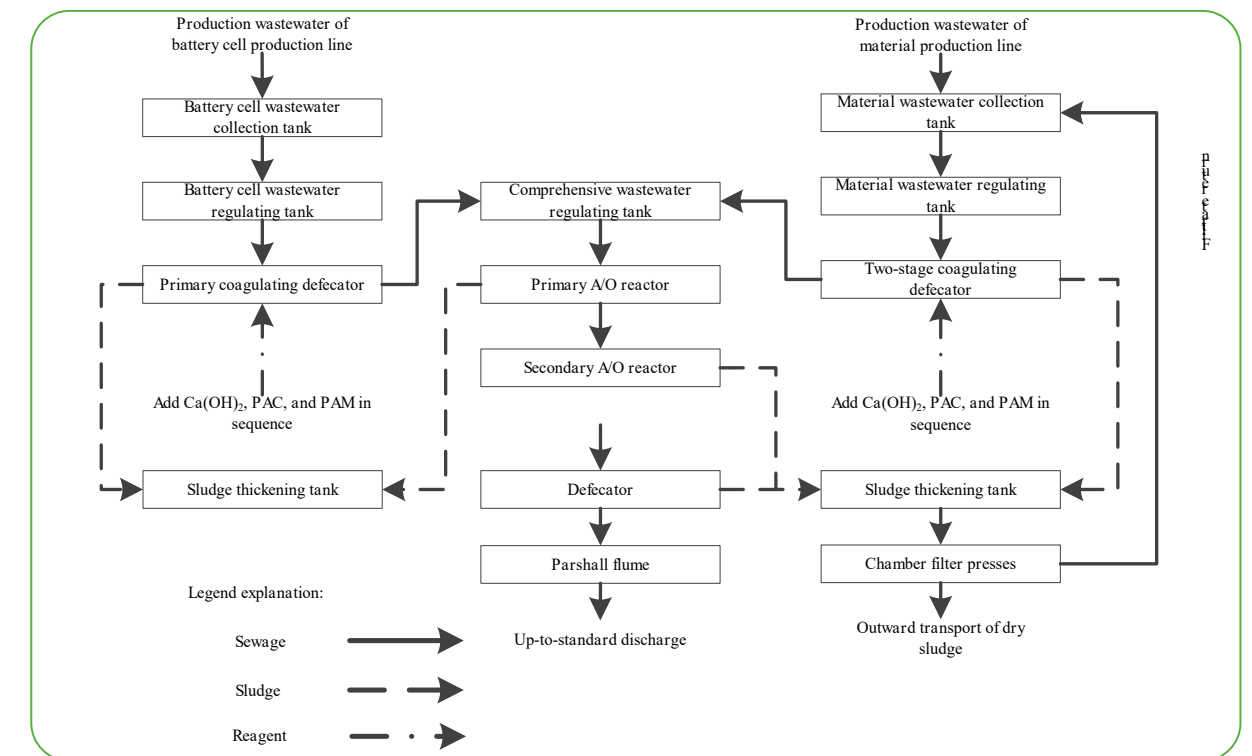 Production wastewater of
battery cell production line
Battery cell wastewater
collection tank
Battery cell wastewater
regulating tank
Primary coagulating defecator
Add Ca(OH)₂, PAC, and PAM in
sequence
Sludge thickening tank
Comprehensive wastewater
regulating tank
Primary A/O reactor
Secondary A/O reactor
Defecator
Parshall flume
Up-to-standard discharge
Production wastewater of
material production line
Material wastewater collection
tank
Material wastewater regulating
tank
Two-stage coagulating
defecator
Add Ca(OH)₂, PAC, and PAM in
sequence
Sludge thickening tank
Chamber filter presses
Outward transport of dry
sludge
Filtrate return
Legend explanation:
Sewage
Sludge
Reagent